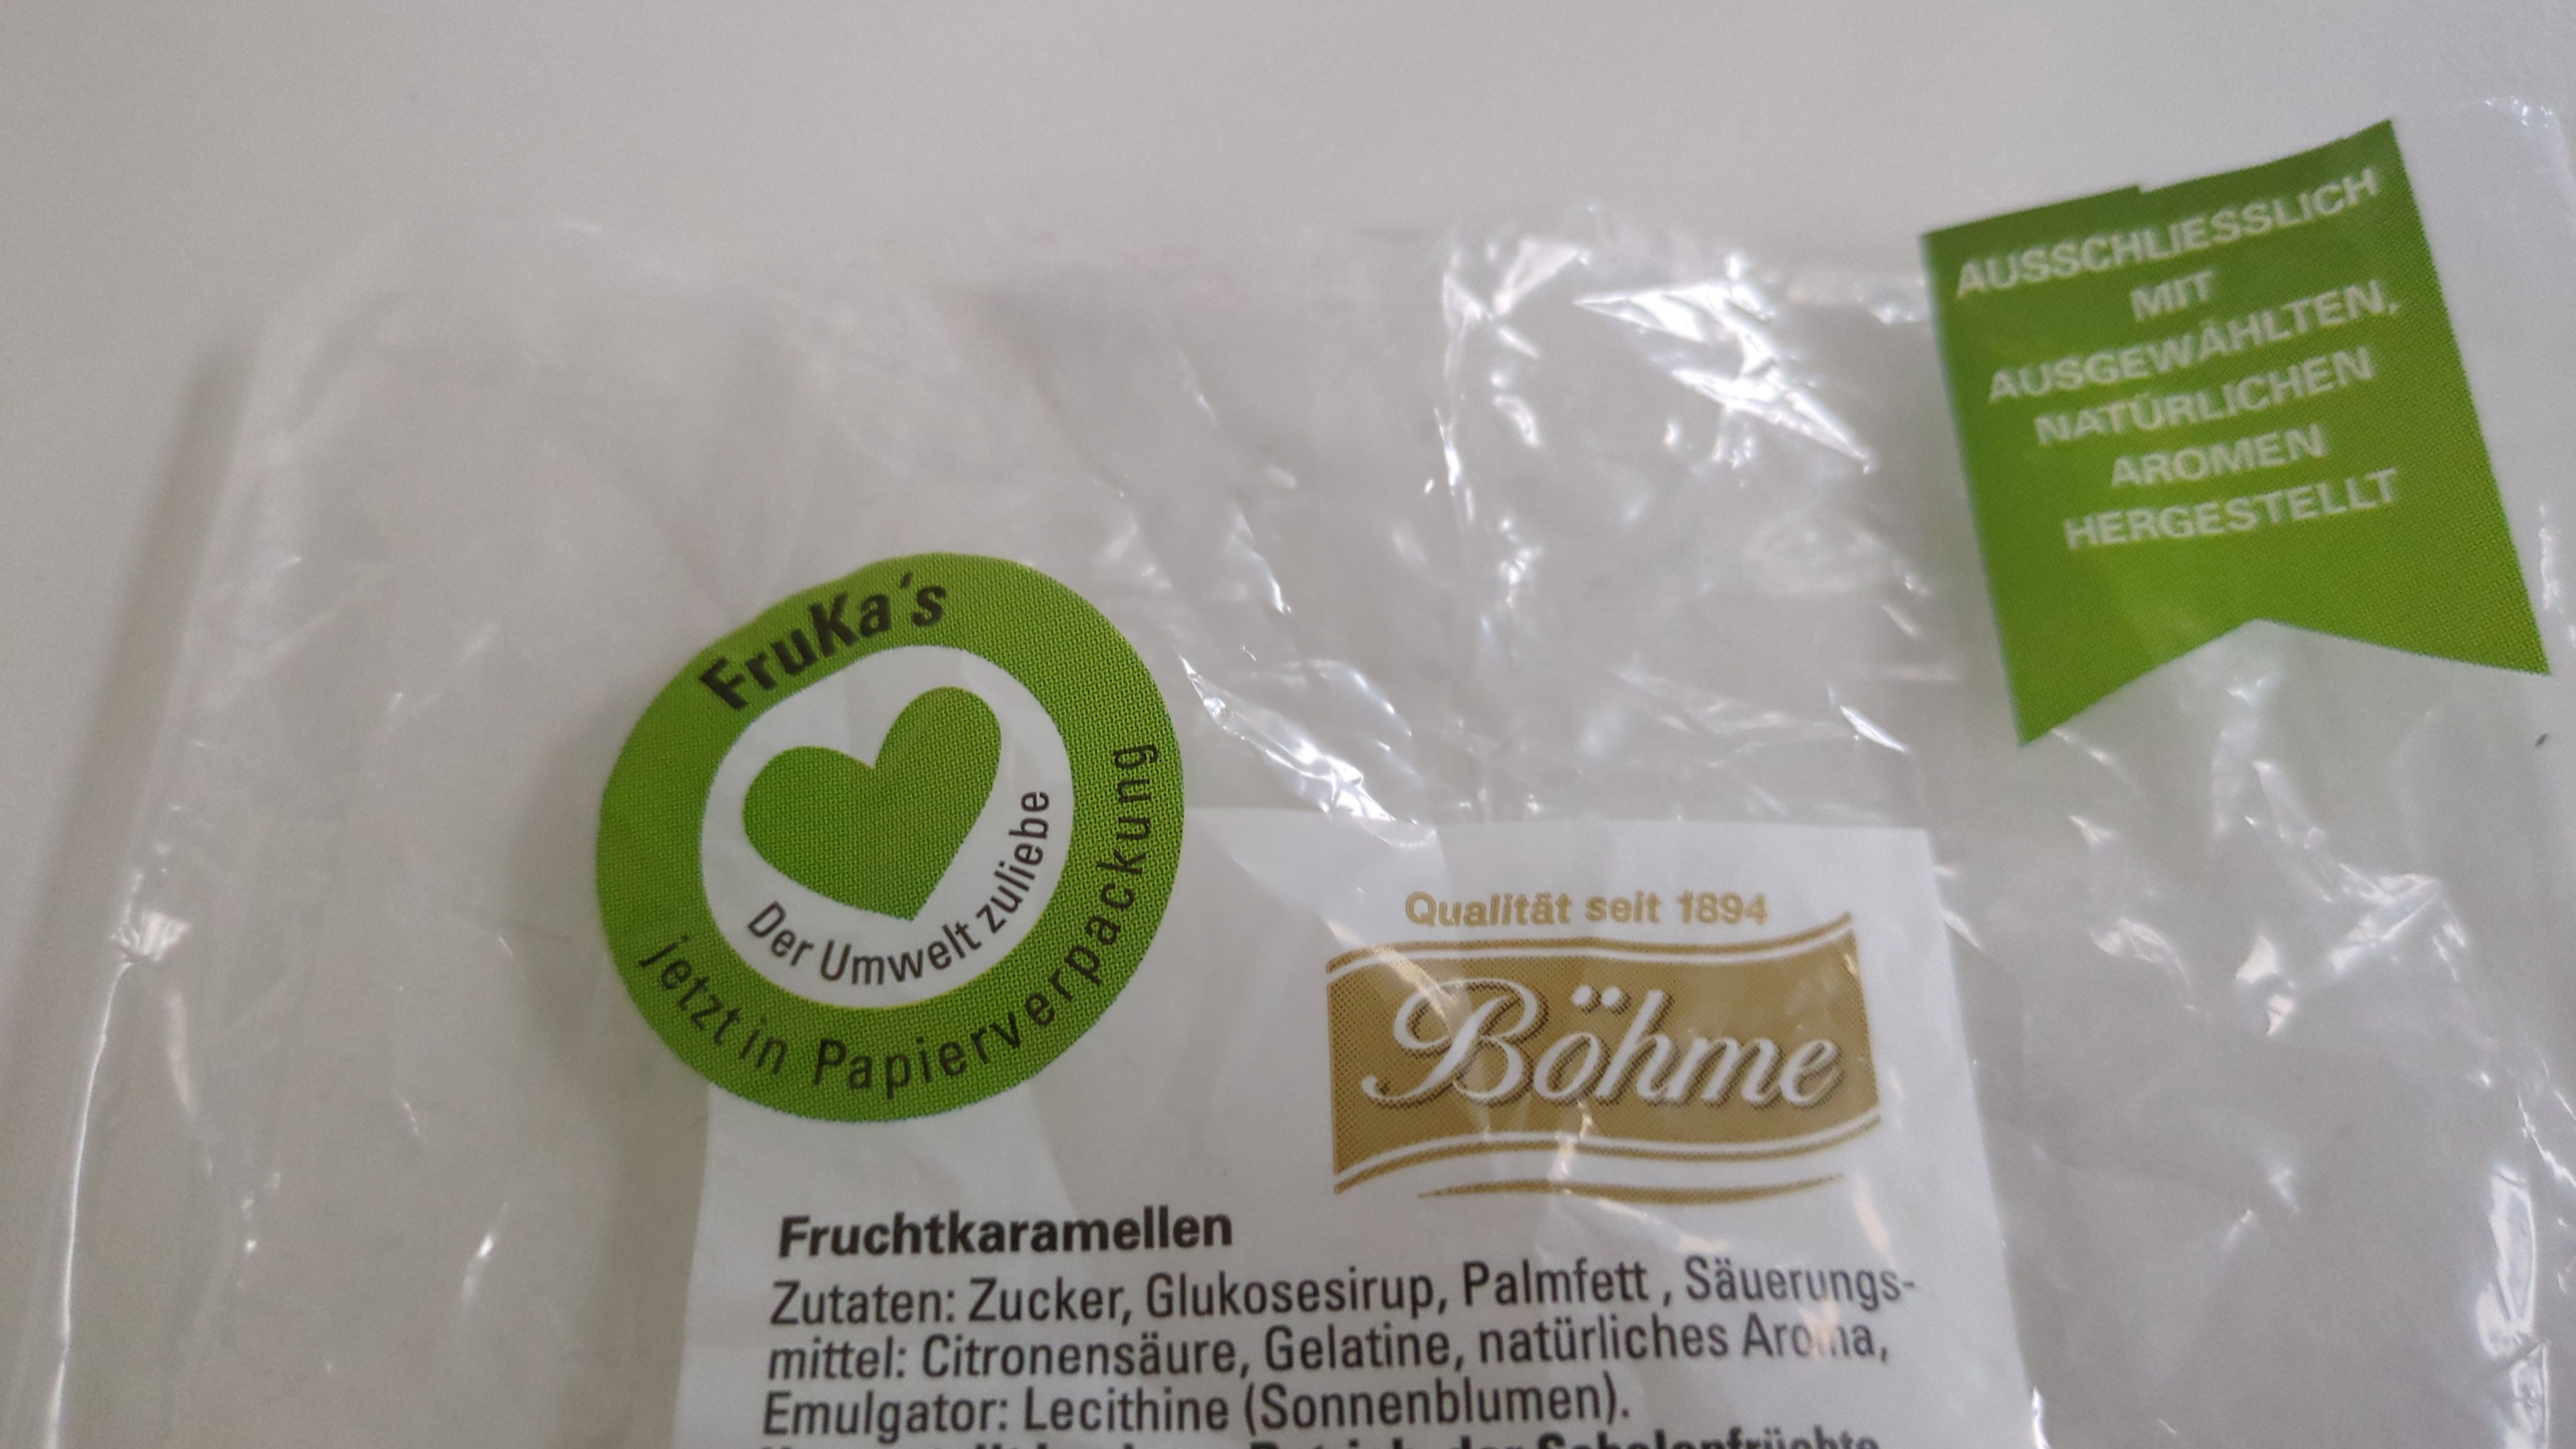 AUSSCHLIESSLICH
MIT
AUSGEWÄHLTEN,
NATÜRLICHEN
AROMEN
HERGESTELLT
FruKa's
Der Umwelt zuliebe
jetzt in Papierverpackung
Qualität seit 1894
Böhme
Fruchtkaramellen
Zutaten: Zucker, Glukosesirup, Palmfett , Säuerungs-
mittel: Citronensäure, Gelatine, natürliches Aroma,
Emulgator: Lecithine (Sonnenblumen).